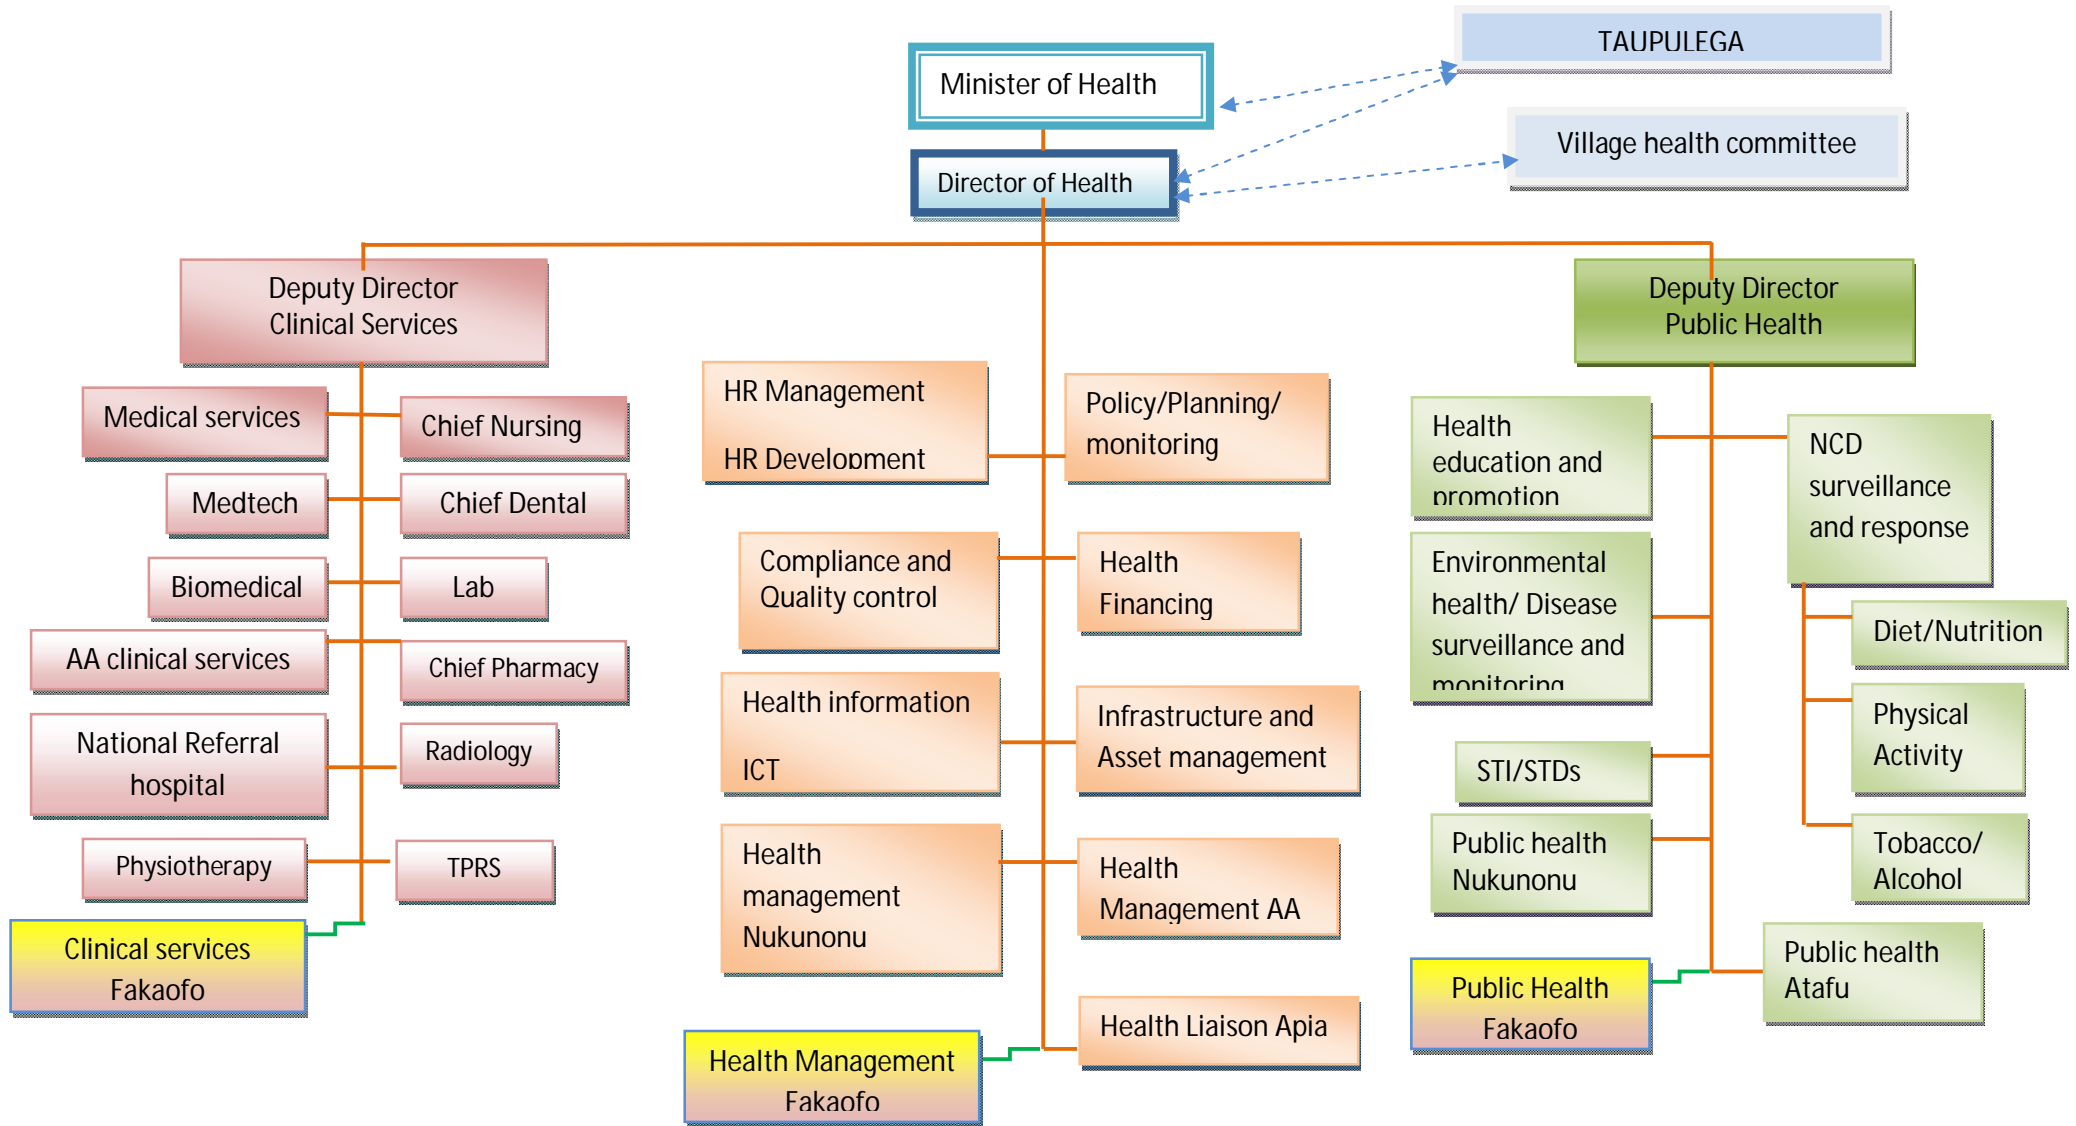 TAUPULEGA
Minister of Health
Village health committee
Director of Health
Deputy Director
Clinical Services
Deputy Director
Public Health
Medical services
Chief Nursing
Medtech
Chief Dental
Biomedical
Lab
AA clinical services
Chief Pharmacy
National Referral
hospital
Radiology
Physiotherapy
TPRS
Clinical services
Fakaofo
HR Management
HR Development
Policy/Planning/
monitoring
Compliance and
Quality control
Health
Financing
Health information
ICT
Infrastructure and
Asset management
Health
management
Nukunonu
Health
Management AA
Health Liaison Apia
Health Management
Fakaofo
Health
education and
promotion
NCD
surveillance
and response
Environmental
health/ Disease
surveillance and
monitoring
Diet/Nutrition
Physical
Activity
STI/STDs
Tobacco/
Alcohol
Public health
Nukunonu
Public health
Atafu
Public Health
Fakaofo